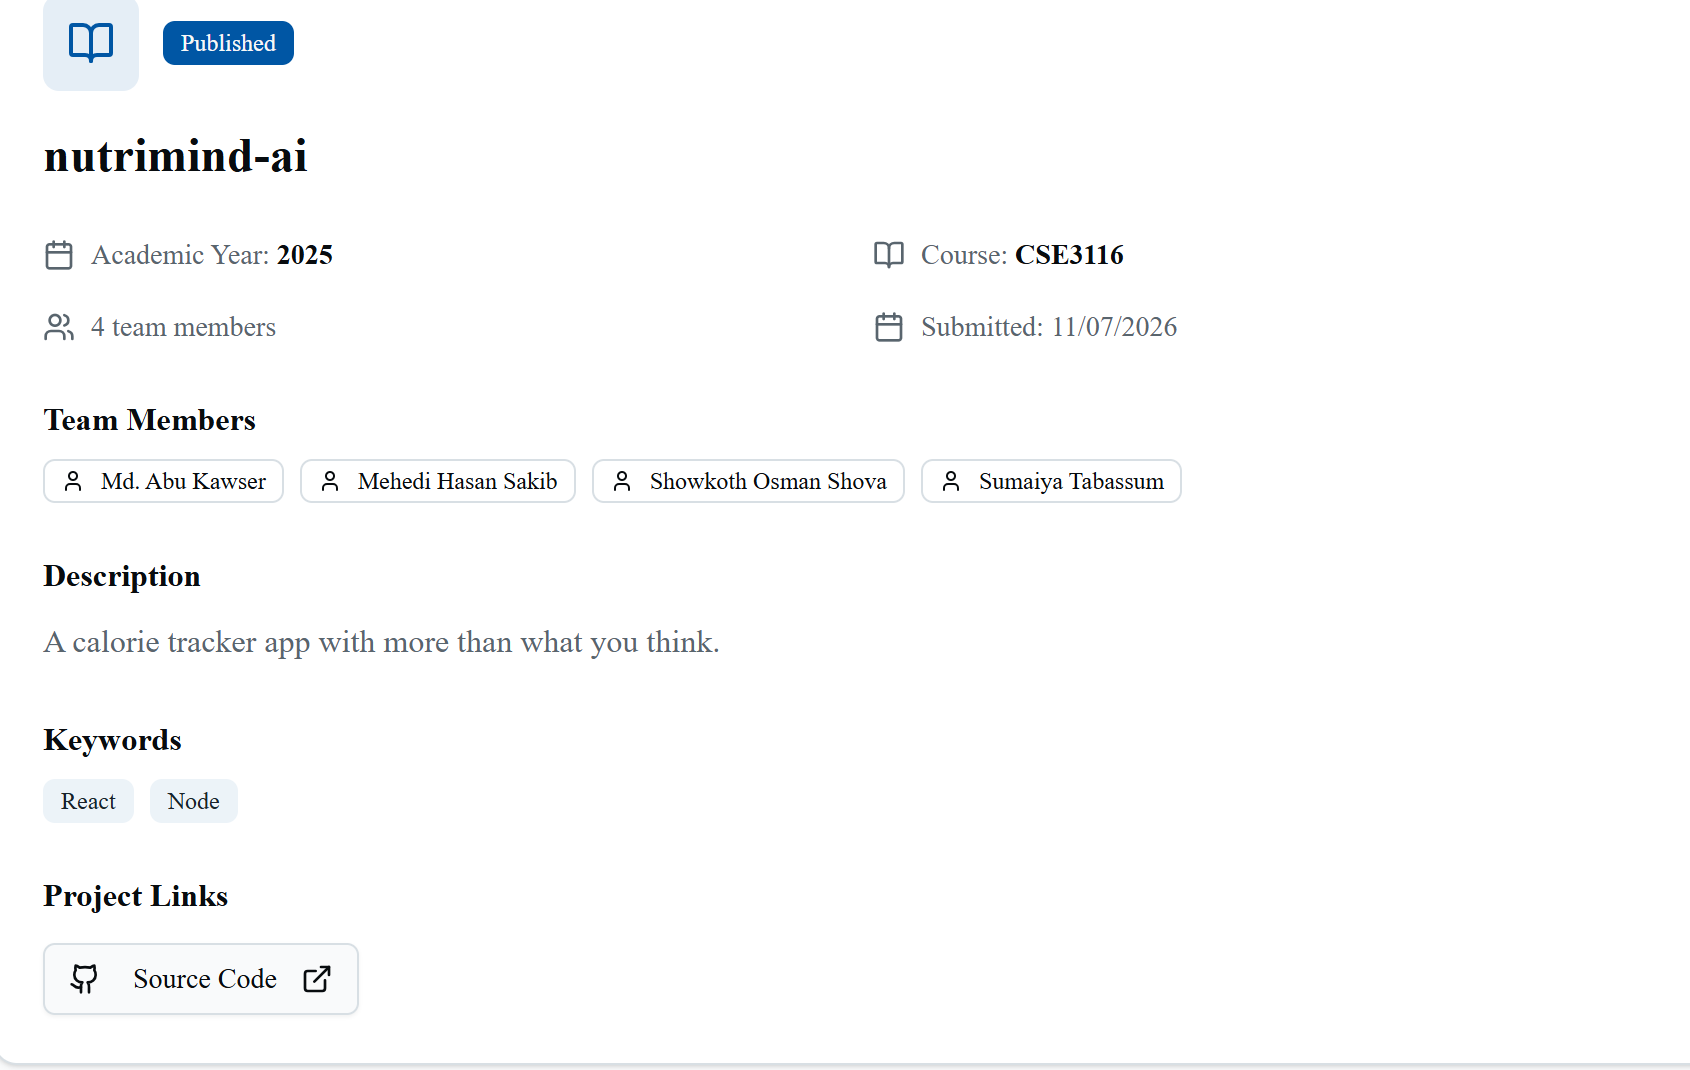 Published
nutrimind-ai
Academic Year: 2025
Course: CSE3116
4 team members
Submitted: 11/07/2026
Team Members
Md. Abu Kawser
Mehedi Hasan Sakib
Showkoth Osman Shova
Sumaiya Tabassum
Description
A calorie tracker app with more than what you think.
Keywords
React
Node
Project Links
Source Code